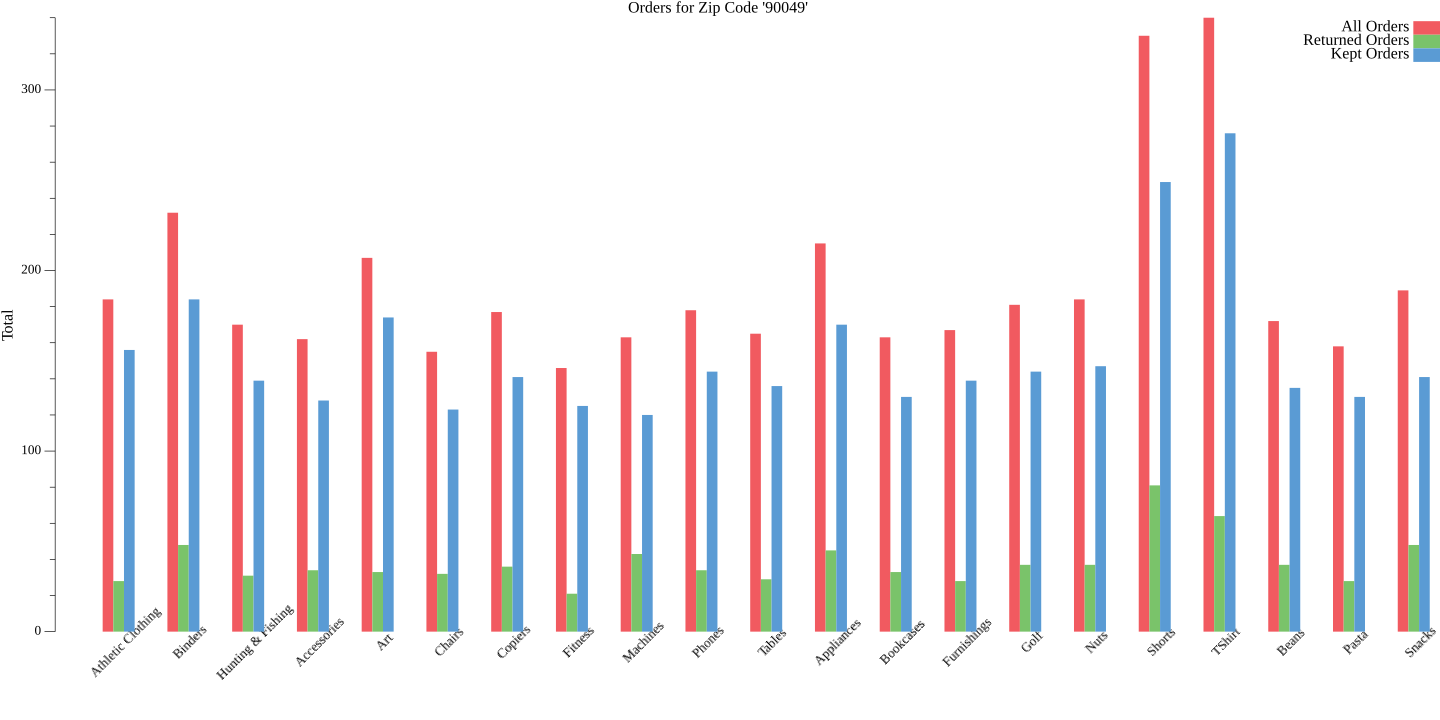 Orders for Zip Code '90049'
All Orders
Returned Orders
Kept Orders
Total
300
200
100
0
Athletic Clothing
Binders
Hunting & Fishing
Accessories
Art
Chairs
Copiers
Fitness
Machines
Phones
Tables
Appliances
Bookcases
Furnishings
Golf
Nuts
Shorts
TShirt
Beans
Pasta
Snacks